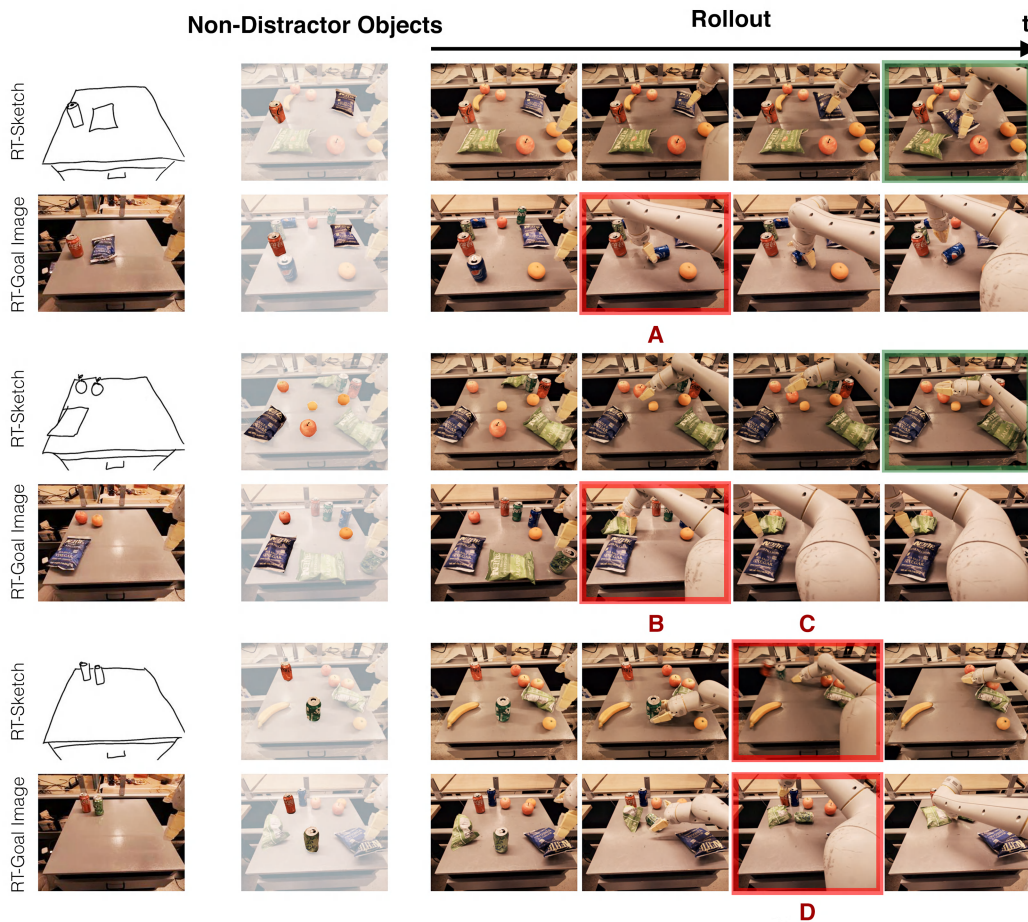 Non-Distractor Objects
Rollout
t
RT-Sketch
RT-Goal Image
A
RT-Sketch
RT-Goal Image
B
C
RT-Sketch
RT-Goal Image
D